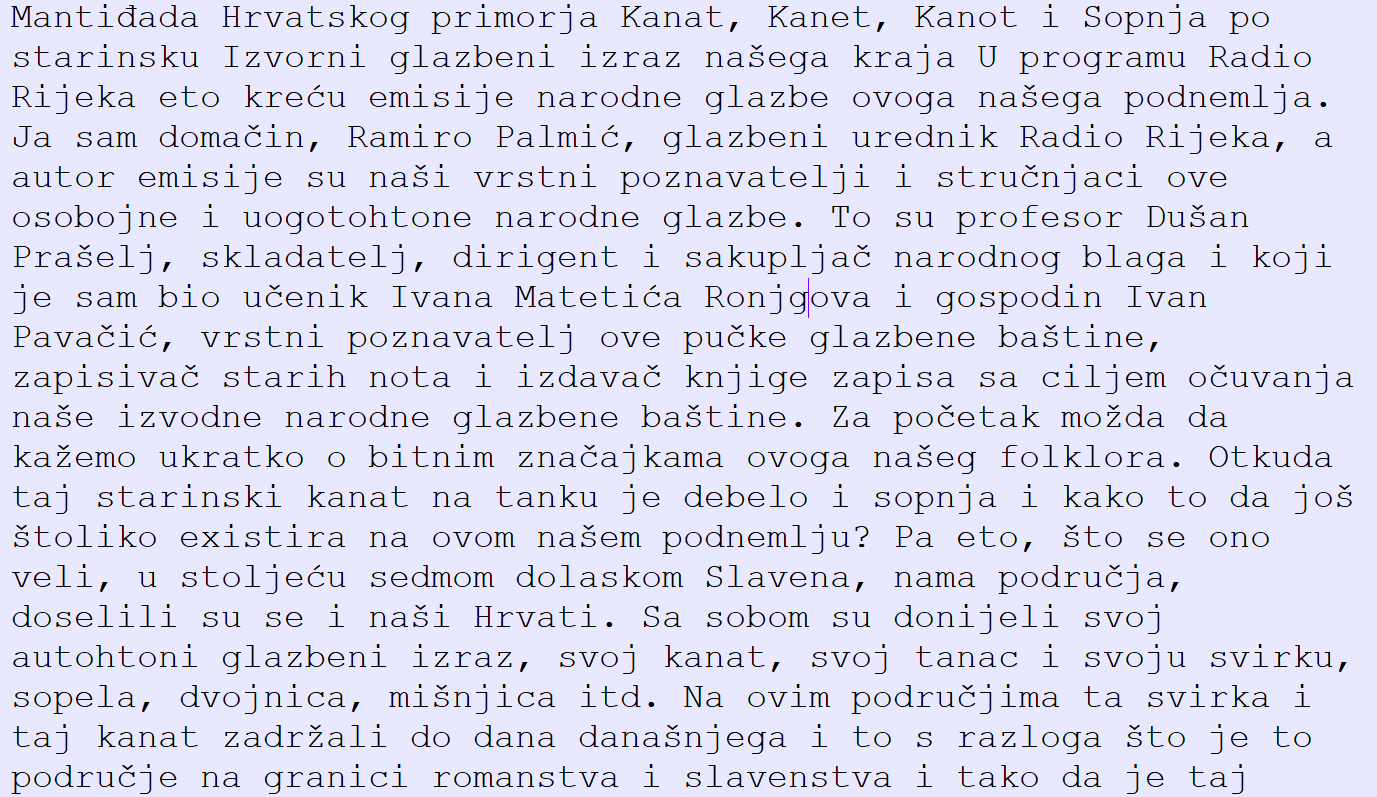 Mantiđada Hrvatskog primorja Kanat, Kanet, Kanot i Sopnja po
starinsku Izvorni glazbeni izraz našega kraja U programu Radio
Rijeka eto kreću emisije narodne glazbe ovoga našega podnemlja.
Ja sam domačin, Ramiro Palmić, glazbeni urednik Radio Rijeka, a
autor emisije su naši vrstni poznavatelji i stručnjaci ove
osobojne i uogotohtone narodne glazbe. To su profesor Dušan
Prašelj, skladatelj, dirigent i sakupljač narodnog blaga i koji
je sam bio učenik Ivana Matetića Ronjgova i gospodin Ivan
Pavačić, vrstni poznavatelj ove pučke glazbene baštine,
zapisivač starih nota i izdavač knjige zapisa sa ciljem očuvanja
naše izvodne narodne glazbene baštine. Za početak možda da
kažemo ukratko o bitnim značajkama ovoga našeg folklora. Otkuda
taj starinski kanat na tanku je debelo i sopnja i kako to da još
štoliko existira na ovom našem podnemlju? Pa eto, što se ono
veli, u stoljeću sedmom dolaskom Slavena, nama područja,
doselili su se i naši Hrvati. Sa sobom su donijeli svoj
autohtoni glazbeni izraz, svoj kanat, svoj tanac i svoju svirku,
sopela, dvojnica, mišnjica itd. Na ovim područjima ta svirka i
taj kanat zadržali do dana današnjega i to s razloga što je to
područje na granici romanstva i slavenstva i tako da je taj